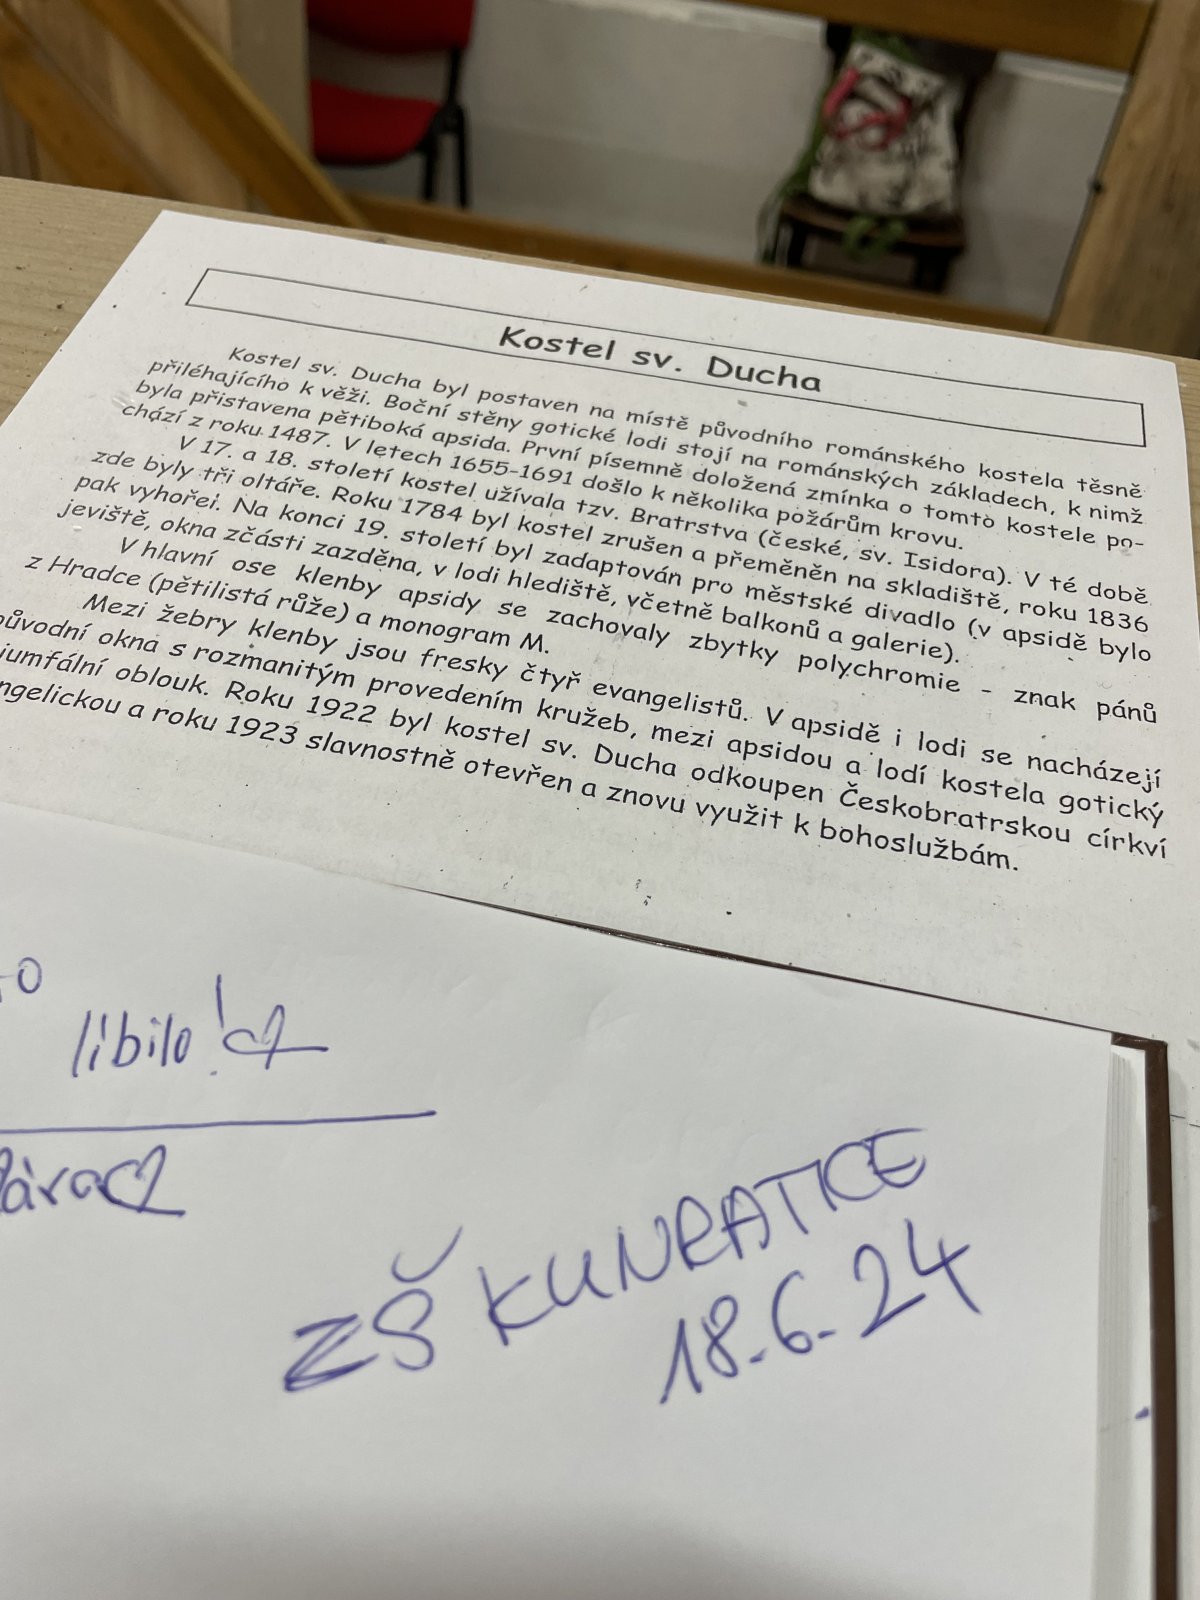 Kostel sv. Ducha
Kostel sv. Ducha byl postaven na místě původního románského kostela těsně
přiléhajícího k věži. Boční stěny gotické lodi stojí na románských základech, k nimž
byla přistavena pětiboká apsida. První písemně doložená zmínka o tomto kostele po-
chází z roku 1487. V letech 1655-1691 došlo k několika požárům krovu.
V 17. a 18. století kostel užívala tzv. Bratrstva (české, sv. Isidora). V té době
zde byly tři oltáře. Roku 1784 byl kostel zrušen a přeměněn na skladiště, roku 1836
pak vyhořel. Na konci 19. století byl zadaptován pro městské divadlo (v apsidě bylo
jeviště, okna zčásti zazděna, v lodi hlediště, včetně balkonů a galerie).
V hlavní ose klenby apsidy se zachovaly zbytky polychromie - znak pánů
z Hradce (pětilistá růže) a monogram M.
Mezi žebry klenby jsou fresky čtyř evangelistů. V apsidě i lodi se nacházejí
původní okna s rozmanitým provedením kružeb, mezi apsidou a lodí kostela gotický
iumfální oblouk. Roku 1922 byl kostel sv. Ducha odkoupen Českobratrskou církví
ngelickou a roku 1923 slavnostně otevřen a znovu využit k bohoslužbám.
líbilo!
ZŠ KUNRATICE
18.6.24